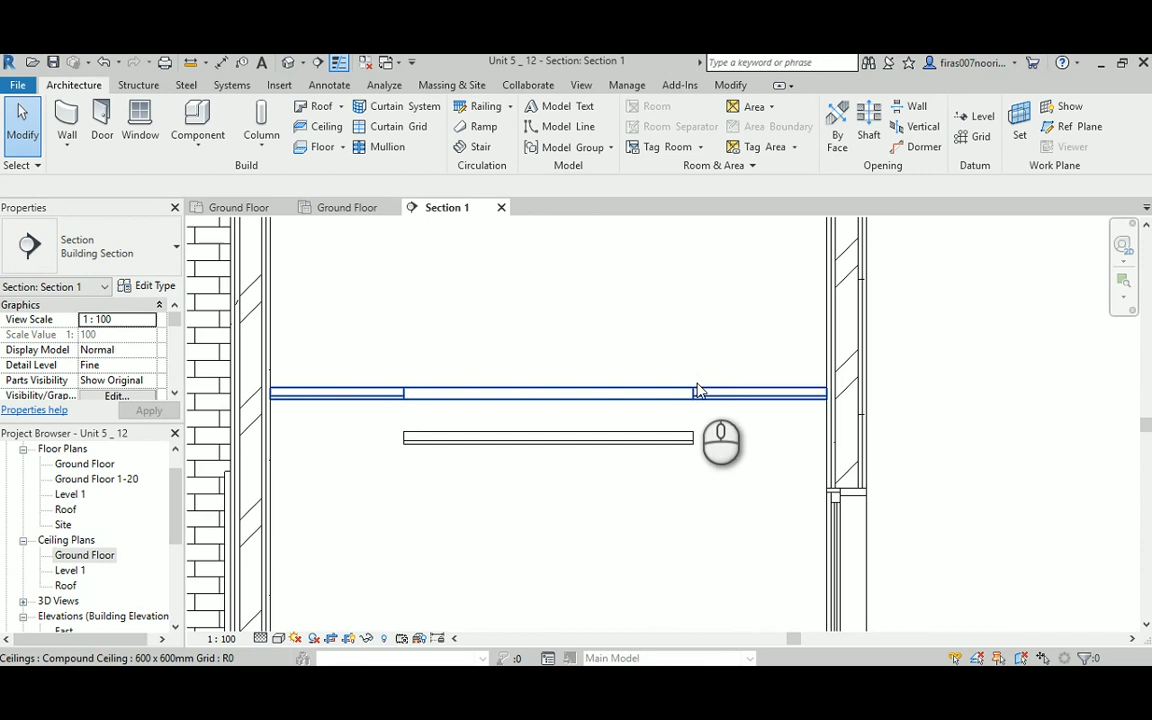 Unit 5 _ 12 - Section: Section 1
Type a keyword or phrase
firas007noori...
File
Architecture
Structure
Steel
Systems
Insert
Annotate
Analyze
Massing & Site
Collaborate
View
Manage
Add-Ins
Modify
Modify
Wall
Door
Window
Component
Column
Roof
Ceiling
Floor
Curtain System
Curtain Grid
Mullion
Railing
Ramp
Stair
Model Text
Model Line
Model Group
Room
Room Separator
Tag Room
Area
Area Boundary
Tag Area
By
Face
Shaft
Wall
Vertical
Dormer
Level
Grid
Set
Show
Ref Plane
Viewer
Select
Build
Circulation
Model
Room & Area
Opening
Datum
Work Plane
Properties
Ground Floor
Ground Floor
Section 1
Section
Building Section
Section: Section 1
Edit Type
Graphics
View Scale 1 : 100
Scale Value 1: 100
Display Model Normal
Detail Level Fine
Parts Visibility Show Original
Visibility/Grap... Edit...
Properties help
Apply
Project Browser - Unit 5 _ 12
Floor Plans
Ground Floor
Ground Floor 1-20
Level 1
Roof
Site
Ceiling Plans
Ground Floor
Level 1
Roof
3D Views
Elevations (Building Elevation
East
1 : 100
2D
Ceilings : Compound Ceiling : 600 x 600mm Grid : R0
:0
Main Model
:0